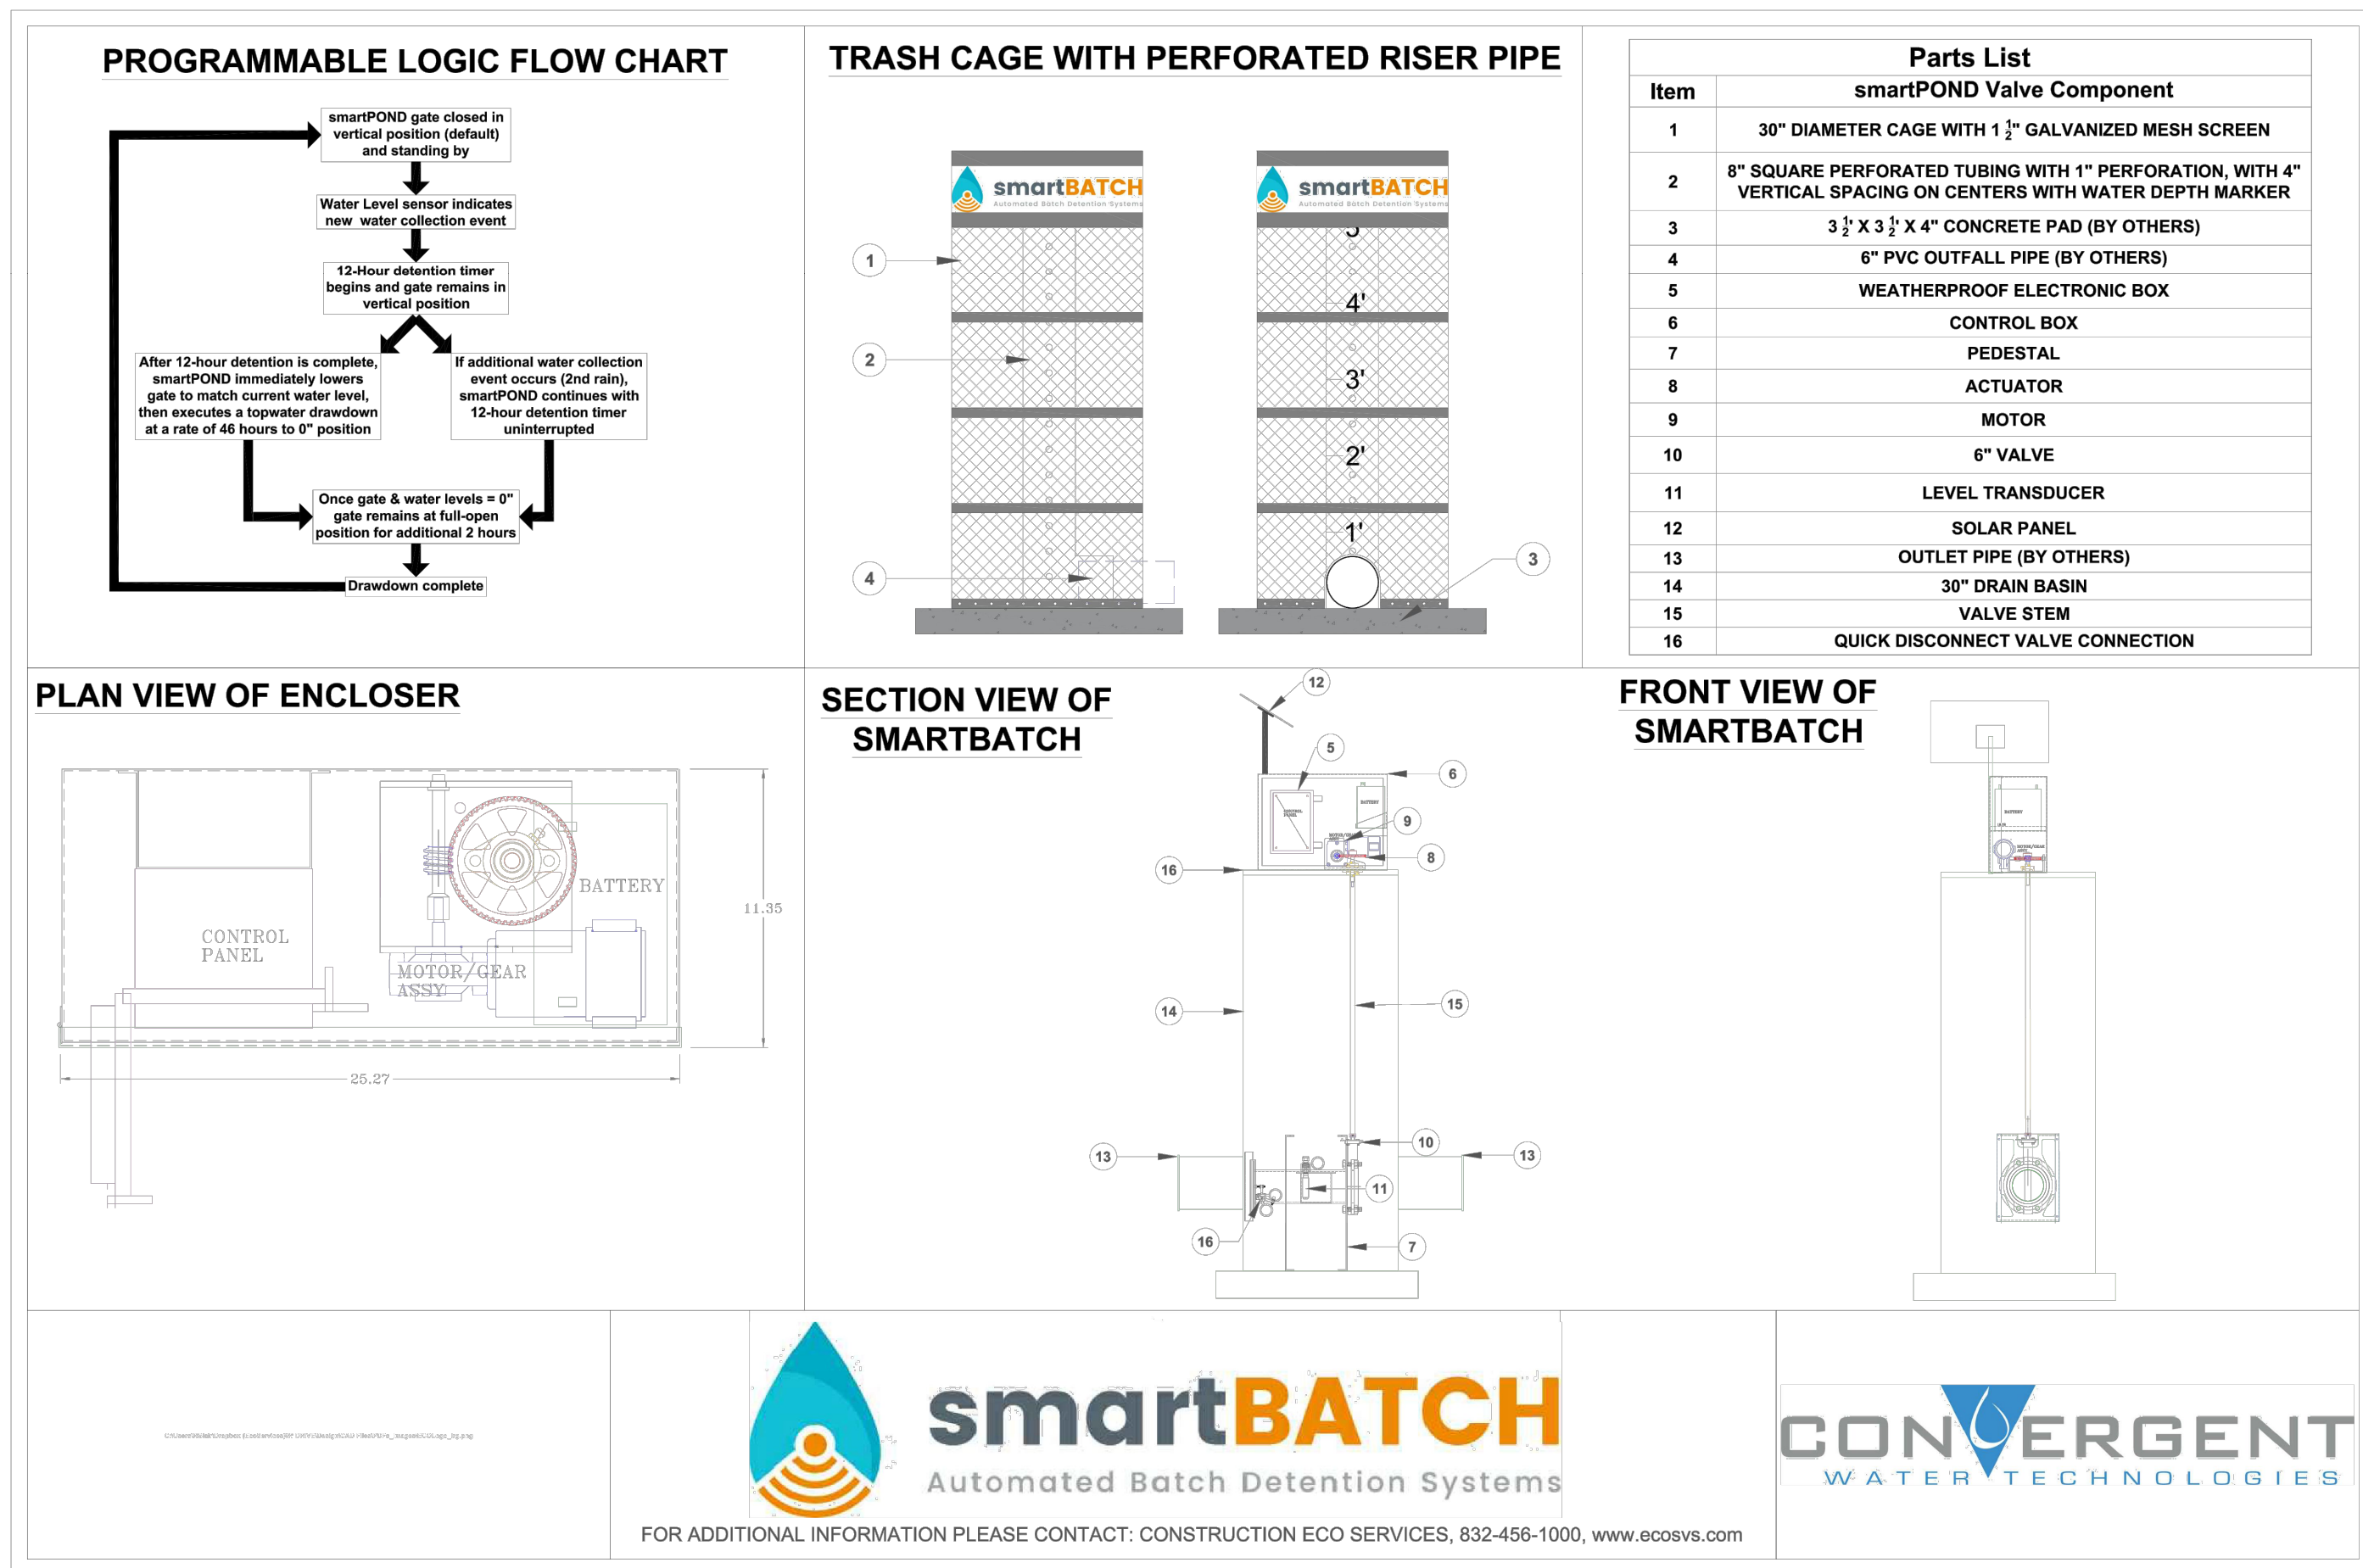 PROGRAMMABLE LOGIC FLOW CHART
smartPOND gate closed in
vertical position (default)
and standing by
Water Level sensor indicates
new water collection event
12-Hour detention timer
begins and gate remains in
vertical position
After 12-hour detention is complete,
smartPOND immediately lowers
gate to match current water level,
then executes a topwater drawdown
at a rate of 46 hours to 0" position
If additional water collection
event occurs (2nd rain),
smartPOND continues with
12-hour detention timer
uninterrupted
Once gate & water levels = 0"
gate remains at full-open
position for additional 2 hours
Drawdown complete
TRASH CAGE WITH PERFORATED RISER PIPE
smartBATCH
Automated Batch Detention Systems
smartBATCH
Automated Batch Detention Systems
1
2
4
4'
3'
2'
1'
3
Parts List
Item smartPOND Valve Component
1 30" DIAMETER CAGE WITH 1 1/2" GALVANIZED MESH SCREEN
2 8" SQUARE PERFORATED TUBING WITH 1" PERFORATION, WITH 4"
VERTICAL SPACING ON CENTERS WITH WATER DEPTH MARKER
3 3 1/2' X 3 1/2' X 4" CONCRETE PAD (BY OTHERS)
4 6" PVC OUTFALL PIPE (BY OTHERS)
5 WEATHERPROOF ELECTRONIC BOX
6 CONTROL BOX
7 PEDESTAL
8 ACTUATOR
9 MOTOR
10 6" VALVE
11 LEVEL TRANSDUCER
12 SOLAR PANEL
13 OUTLET PIPE (BY OTHERS)
14 30" DRAIN BASIN
15 VALVE STEM
16 QUICK DISCONNECT VALVE CONNECTION
PLAN VIEW OF ENCLOSER
BATTERY
CONTROL
PANEL
MOTOR/GEAR
ASSY
11.35
25.27
SECTION VIEW OF
SMARTBATCH
12
5
6
CONTROL
PANEL
BATTERY
9
MOTOR/GEAR
ASSY
8
16
14
15
10
13
13
11
16
7
FRONT VIEW OF
SMARTBATCH
BATTERY
MOTOR/GEAR
ASSY
smartBATCH
Automated Batch Detention Systems
FOR ADDITIONAL INFORMATION PLEASE CONTACT: CONSTRUCTION ECO SERVICES, 832-456-1000, www.ecosvs.com
CONVERGENT
WATER TECHNOLOGIES